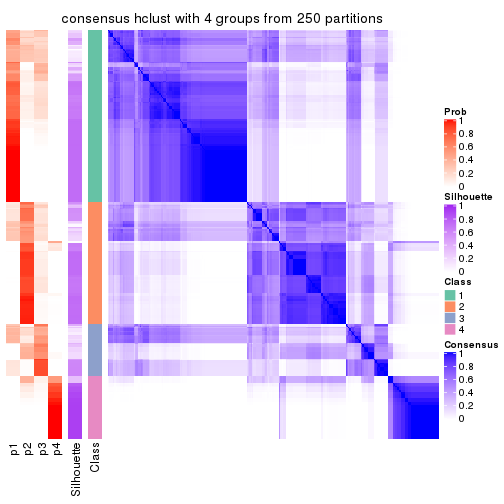 consensus hclust with 4 groups from 250 partitions
Prob
1
0.8
0.6
0.4
0.2
0
Silhouette
1
0.8
0.6
0.4
0.2
0
Class
1
2
3
4
Consensus
1
0.8
0.6
0.4
0.2
0
p1
p2
p3
p4
Silhouette
Class